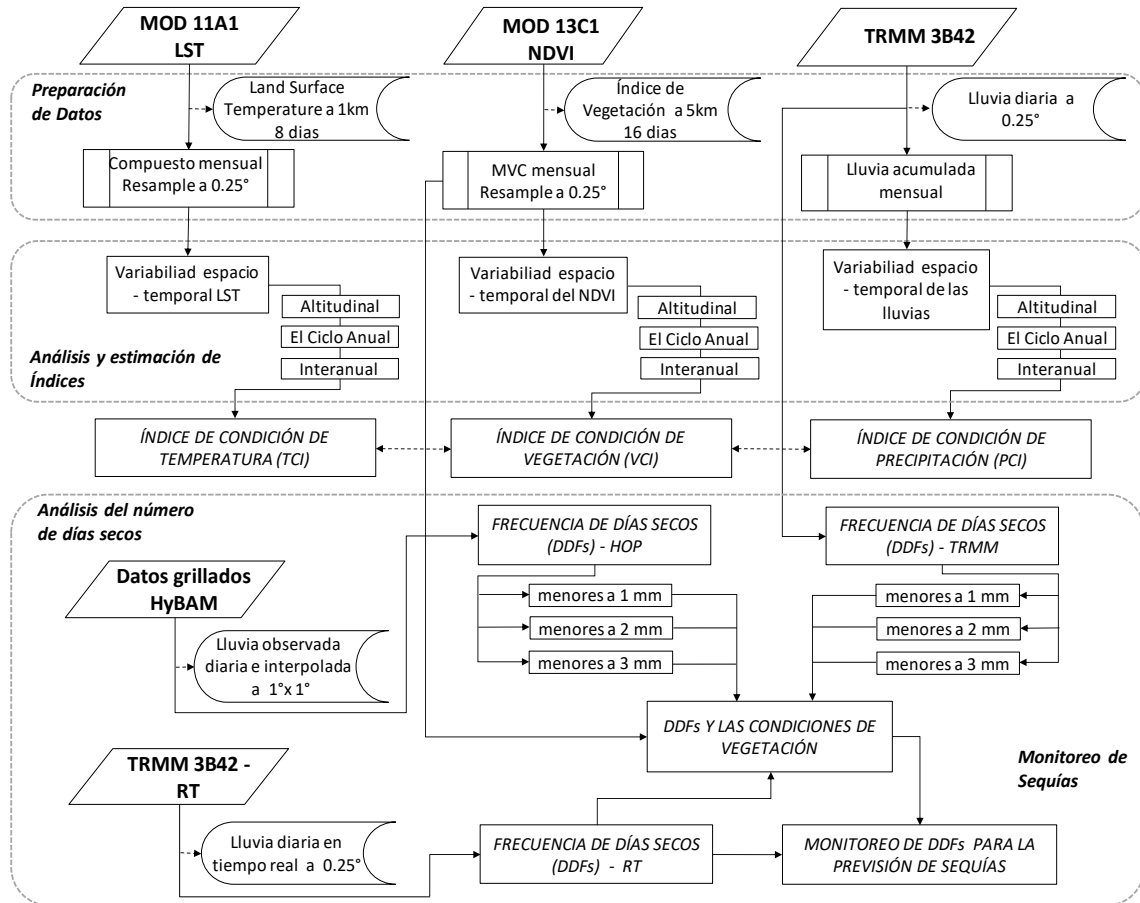 MOD 11A1
LST
MOD 13C1
NDVI
TRMM 3B42
Preparación
de Datos
Land Surface
Temperature a 1km
8 dias
Índice de
Vegetación a 5km
16 dias
Lluvia diaria a
0.25°
Compuesto mensual
Resample a 0.25°
MVC mensual
Resample a 0.25°
Lluvia acumulada
mensual
Variabiliad espacio
- temporal LST
Altitudinal
El Ciclo Anual
Interanual
Variabiliad espacio
- temporal del NDVI
Altitudinal
El Ciclo Anual
Interanual
Variabiliad espacio
- temporal de las
lluvias
Altitudinal
El Ciclo Anual
Interanual
Análisis y estimación de
Índices
ÍNDICE DE CONDICIÓN DE
TEMPERATURA (TCI)
ÍNDICE DE CONDICIÓN DE
VEGETACIÓN (VCI)
ÍNDICE DE CONDICIÓN DE
PRECIPITACIÓN (PCI)
Análisis del número
de días secos
FRECUENCIA DE DÍAS SECOS
(DDFs) - HOP
FRECUENCIA DE DÍAS SECOS
(DDFs) - TRMM
Datos grillados
HyBAM
menores a 1 mm
menores a 2 mm
menores a 3 mm
menores a 1 mm
menores a 2 mm
menores a 3 mm
Lluvia observada
diaria e interpolada
a 1°x 1°
DDFs Y LAS CONDICIONES DE
VEGETACIÓN
TRMM 3B42 -
RT
Monitoreo de
Sequías
Lluvia diaria en
tiempo real a 0.25°
FRECUENCIA DE DÍAS SECOS
(DDFs) - RT
MONITOREO DE DDFs PARA LA
PREVISIÓN DE SEQUÍAS